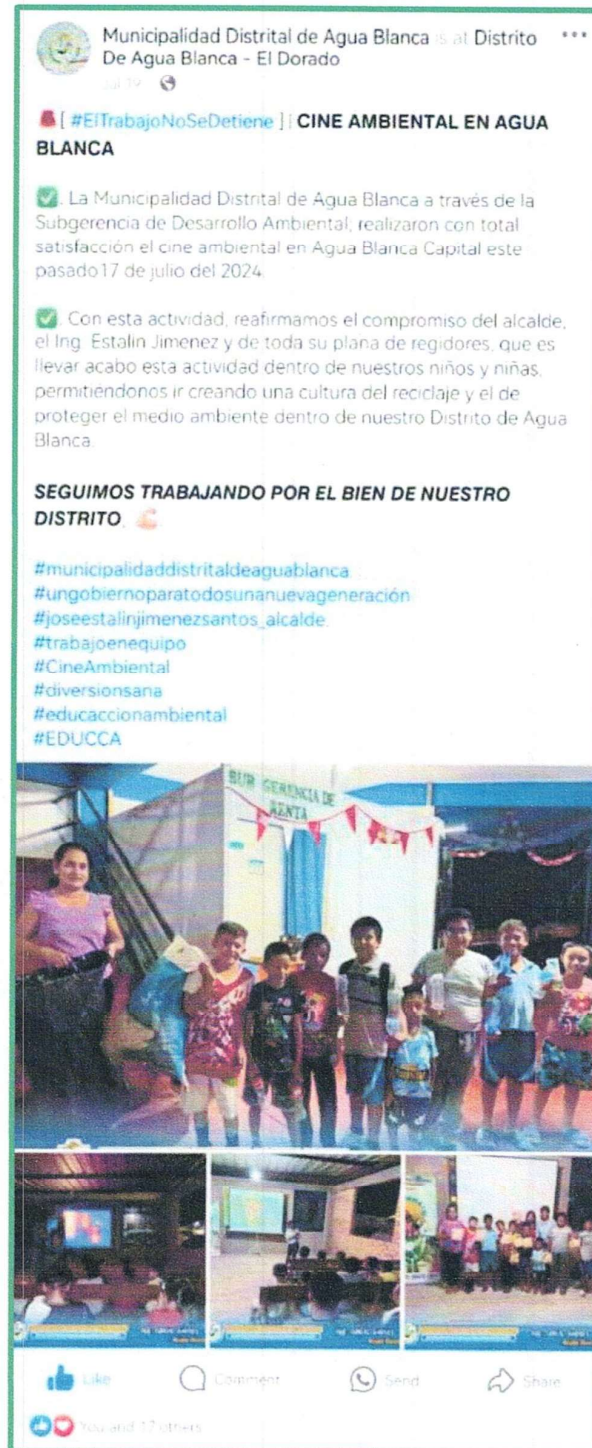 Municipalidad Distrital de Agua Blanca is at Distrito
De Agua Blanca - El Dorado
Jul 19
[ #ElTrabajoNoSeDetiene ] | CINE AMBIENTAL EN AGUA
BLANCA
✅. La Municipalidad Distrital de Agua Blanca a través de la
Subgerencia de Desarrollo Ambiental, realizaron con total
satisfacción el cine ambiental en Agua Blanca Capital este
pasado17 de julio del 2024.
✅. Con esta actividad, reafirmamos el compromiso del alcalde,
el Ing. Estalin Jimenez y de toda su plana de regidores, que es
llevar acabo esta actividad dentro de nuestros niños y niñas,
permitiendonos ir creando una cultura del reciclaje y el de
proteger el medio ambiente dentro de nuestro Distrito de Agua
Blanca.
SEGUIMOS TRABAJANDO POR EL BIEN DE NUESTRO
DISTRITO.
#municipalidaddistritaldeaguablanca
#ungobiernoparatodosunanuevageneración
#joseestalinjimenezsantos_alcalde
#trabajoenequipo
#CineAmbiental
#diversionsana
#educaccionambiental
#EDUCCA
SUB GERENCIA DE
RENTA
Like
Comment
Send
Share
You and 17 others